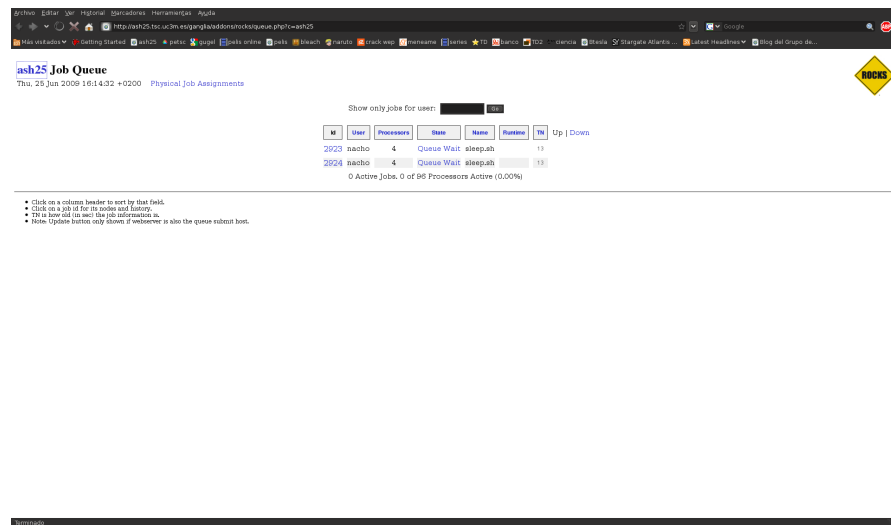 Archivo Editar Ver Historial Marcadores Herramientas Ayuda
http://ash25.tsc.uc3m.es/ganglia/addons/rocks/queue.php?c=ash25
Google
ABP
Más visitados Getting Started ash25 petsc gugel pelis online pelis bleach naruto crack wep meneame series TD banco TD2 ciencia Btesla Stargate Atlantis ... Latest Headlines Blog del Grupo de...
ash25 Job Queue
Thu, 25 Jun 2009 16:14:32 +0200 Physical Job Assignments
ROCKS
Show only jobs for user: Go
Id User Processors State Name Runtime TN Up | Down
2923 nacho 4 Queue Wait sleep.sh 13
2924 nacho 4 Queue Wait sleep.sh 13
0 Active Jobs. 0 of 96 Processors Active (0.00%)
Click on a column header to sort by that field.
Click on a job id for its nodes and history.
TN is how old (in sec) the job information is.
Note: Update button only shown if webserver is also the queue submit host.
Terminado